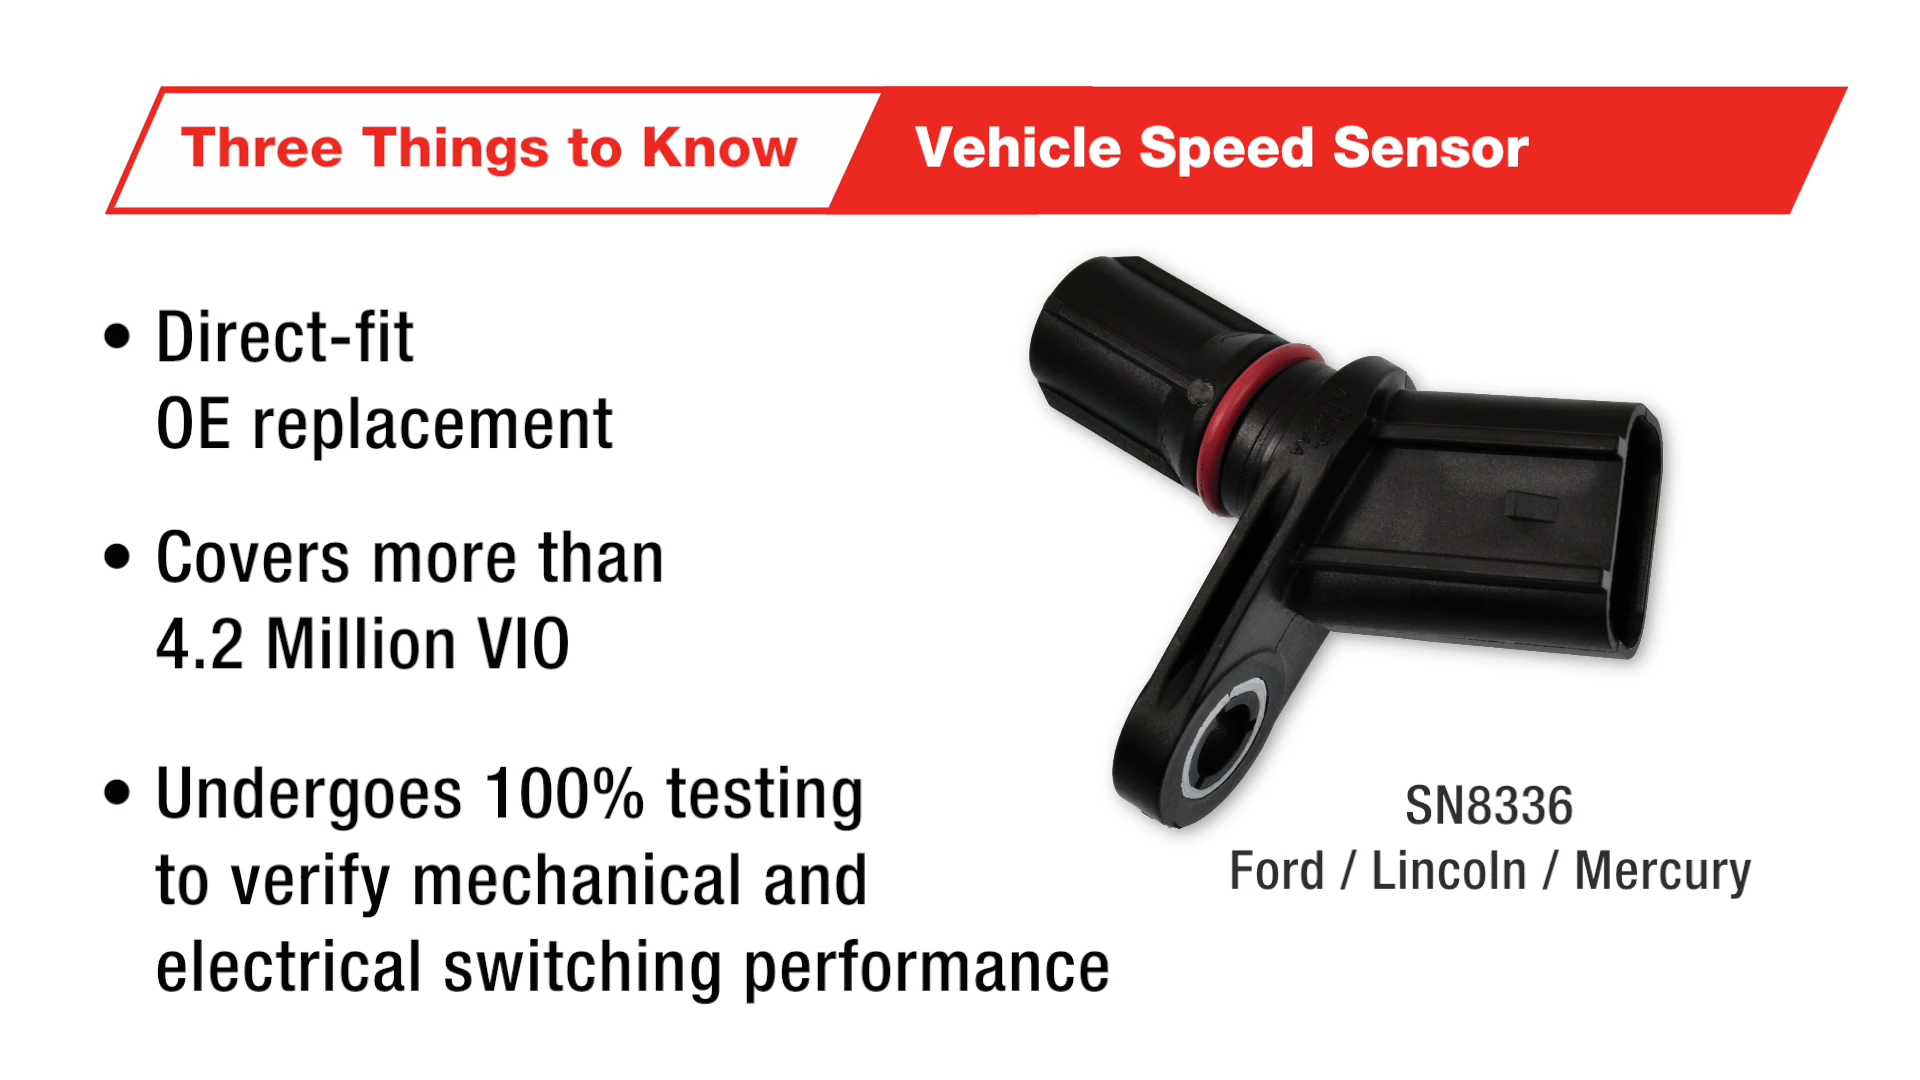 Three Things to Know
Vehicle Speed Sensor
• Direct-fit
OE replacement
• Covers more than
4.2 Million VIO
• Undergoes 100% testing
to verify mechanical and
electrical switching performance
SN8336
Ford / Lincoln / Mercury